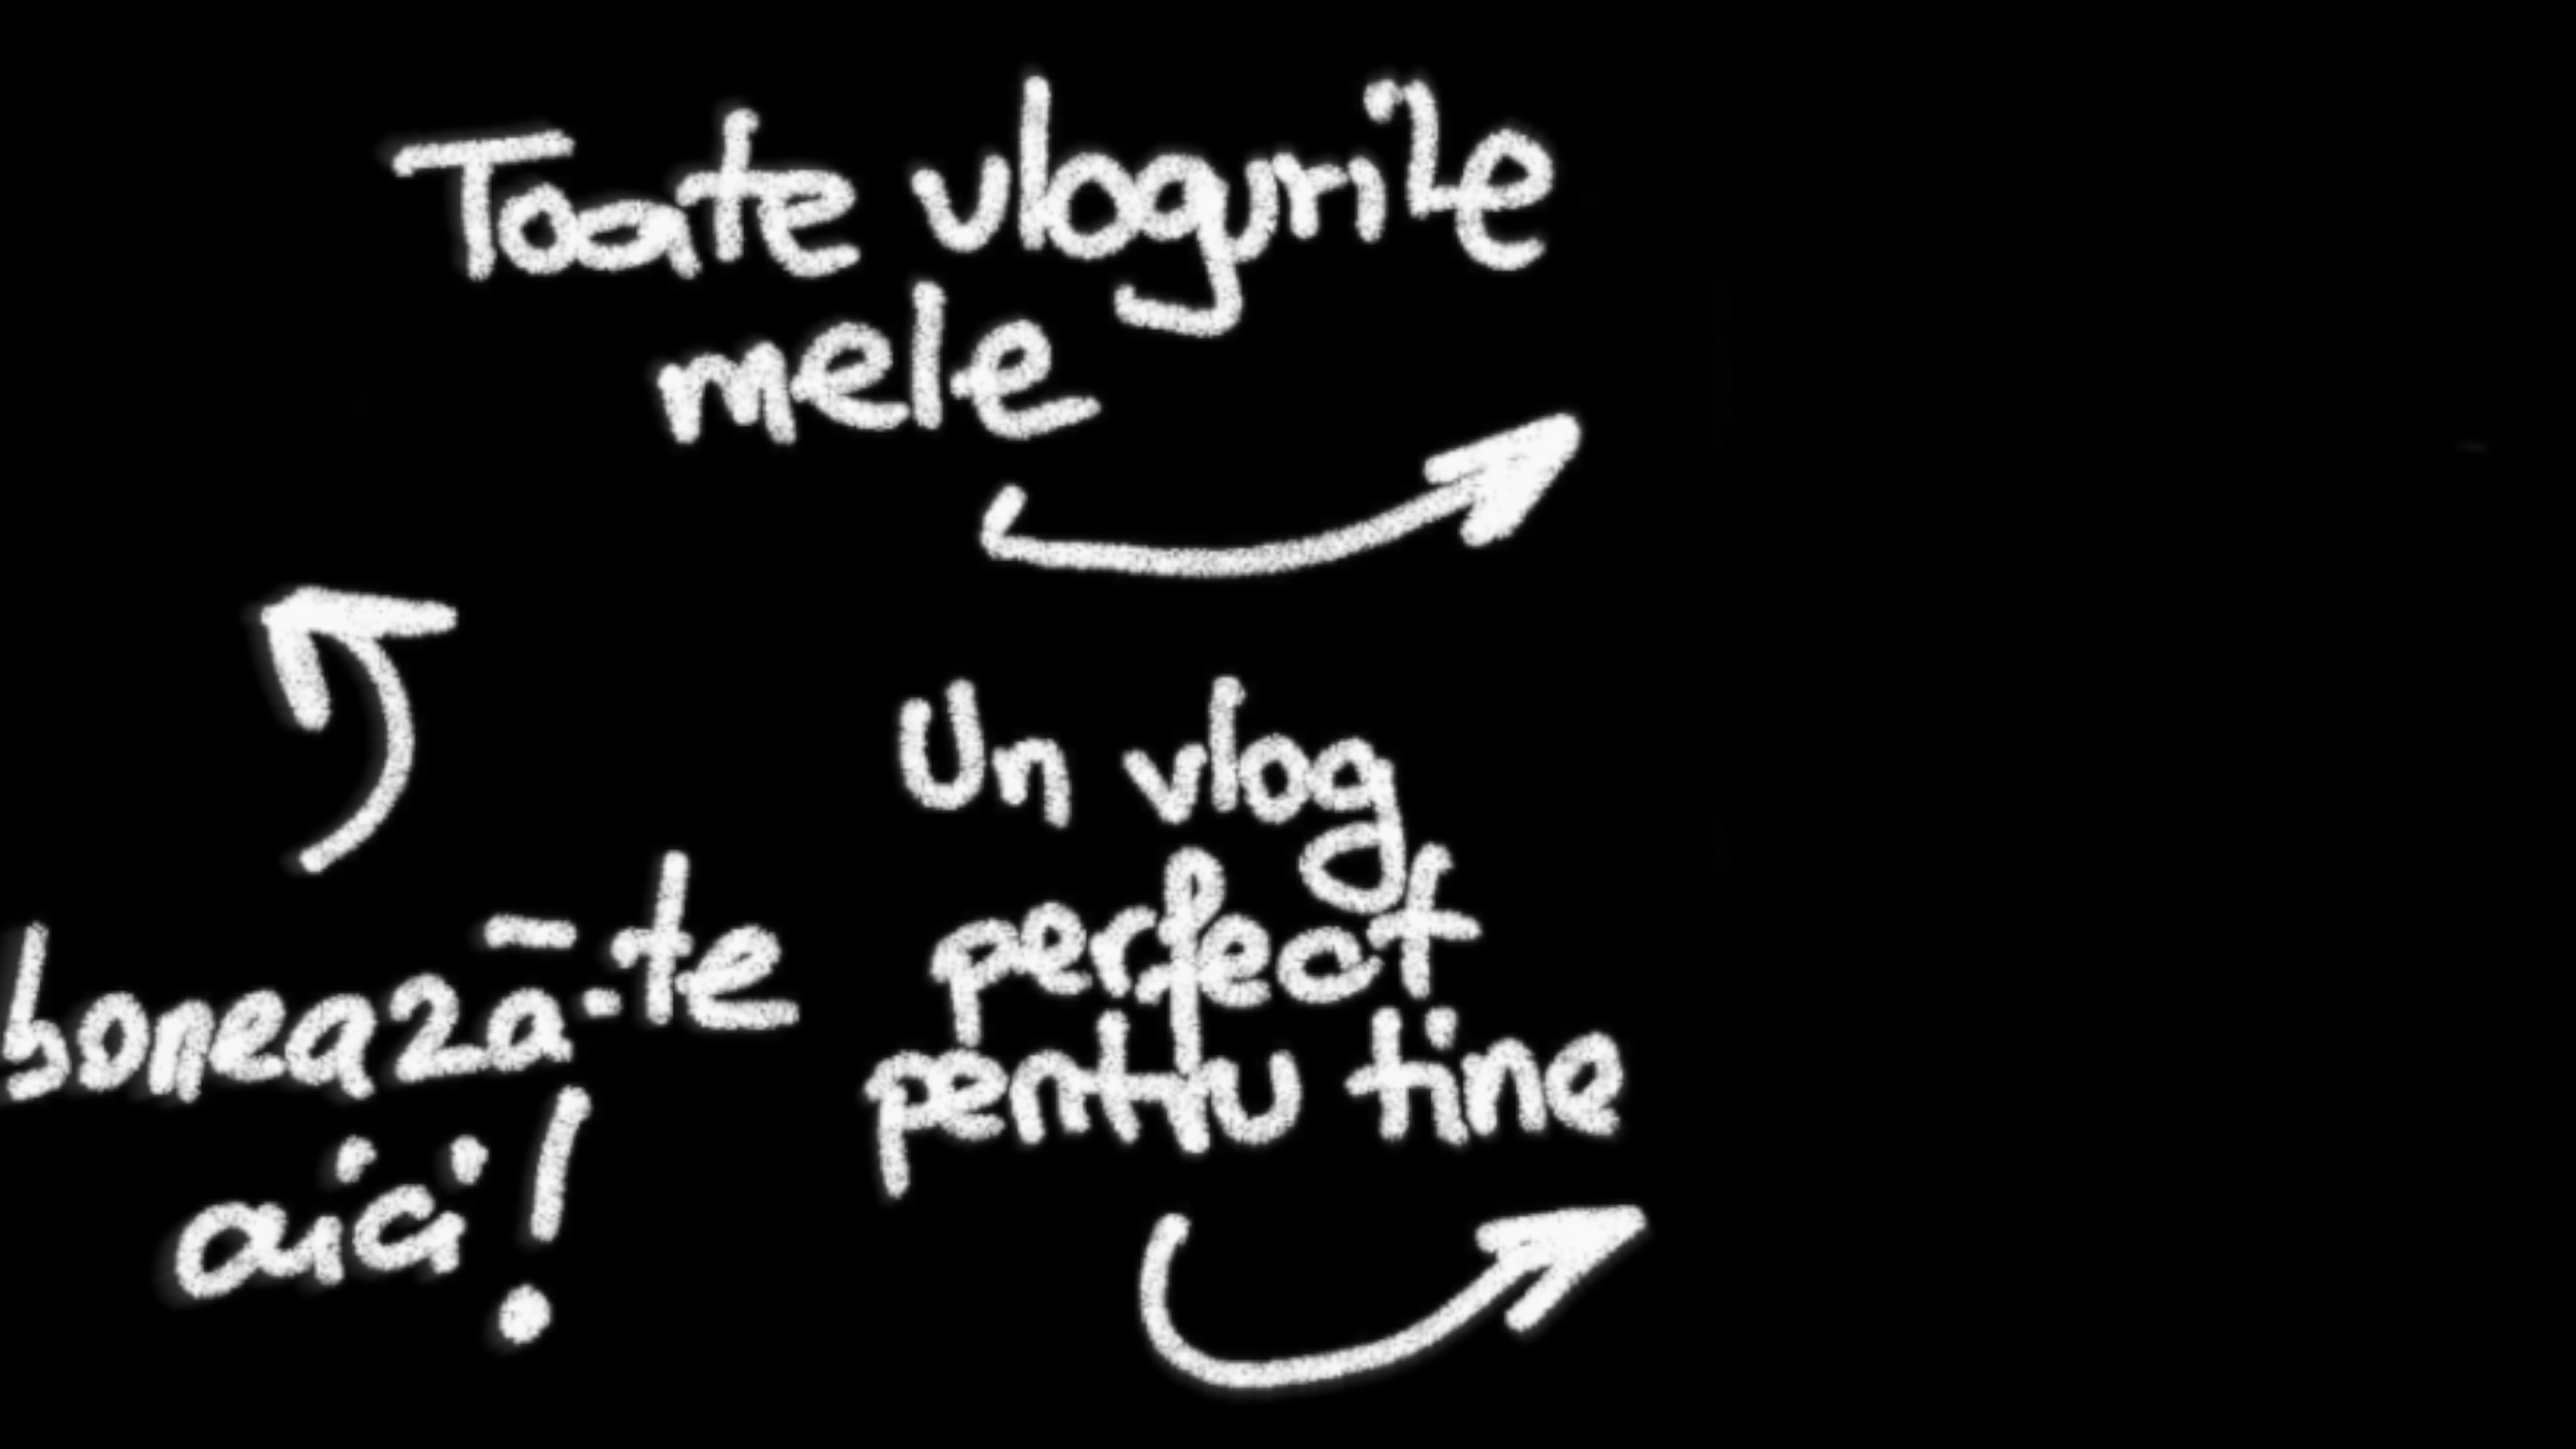 Toate vlogurile
mele
Un vlog
perfect
pentru tine
bonează-te
aici!